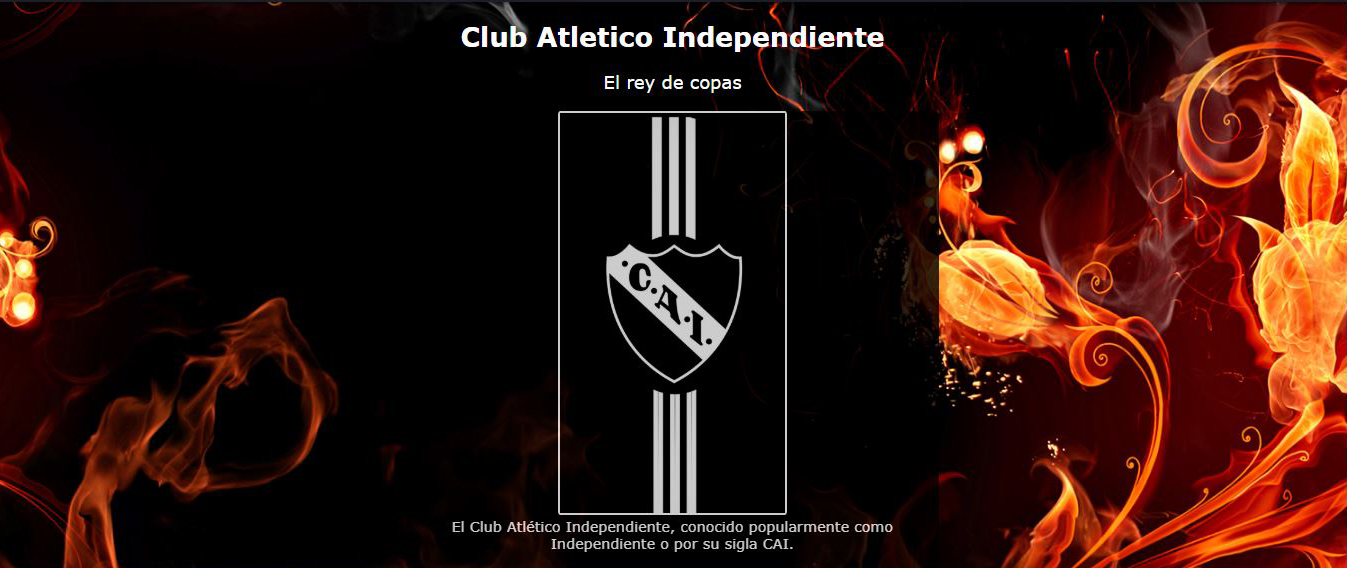 Club Atletico Independiente
El rey de copas
C.A.I.
El Club Atlético Independiente, conocido popularmente como
Independiente o por su sigla CAI.